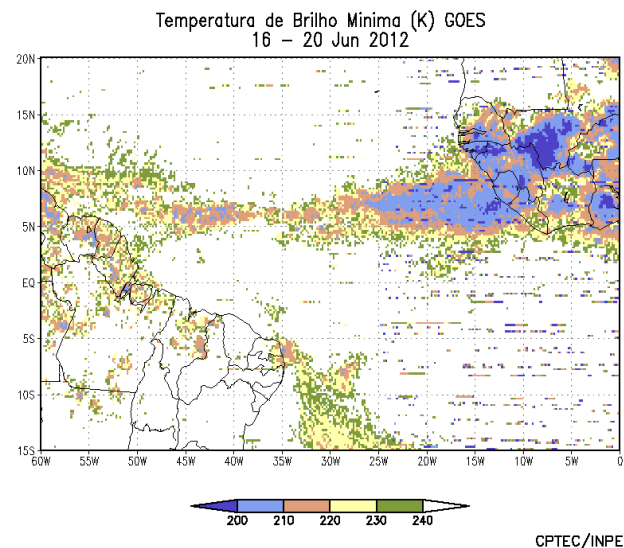 Temperatura de Brilho Minima (K) GOES
16 – 20 Jun 2012
20N
15N
10N
5N
EQ
5S
10S
15S
60W 55W 50W 45W 40W 35W 30W 25W 20W 15W 10W 5W 0
200 210 220 230 240
CPTEC/INPE